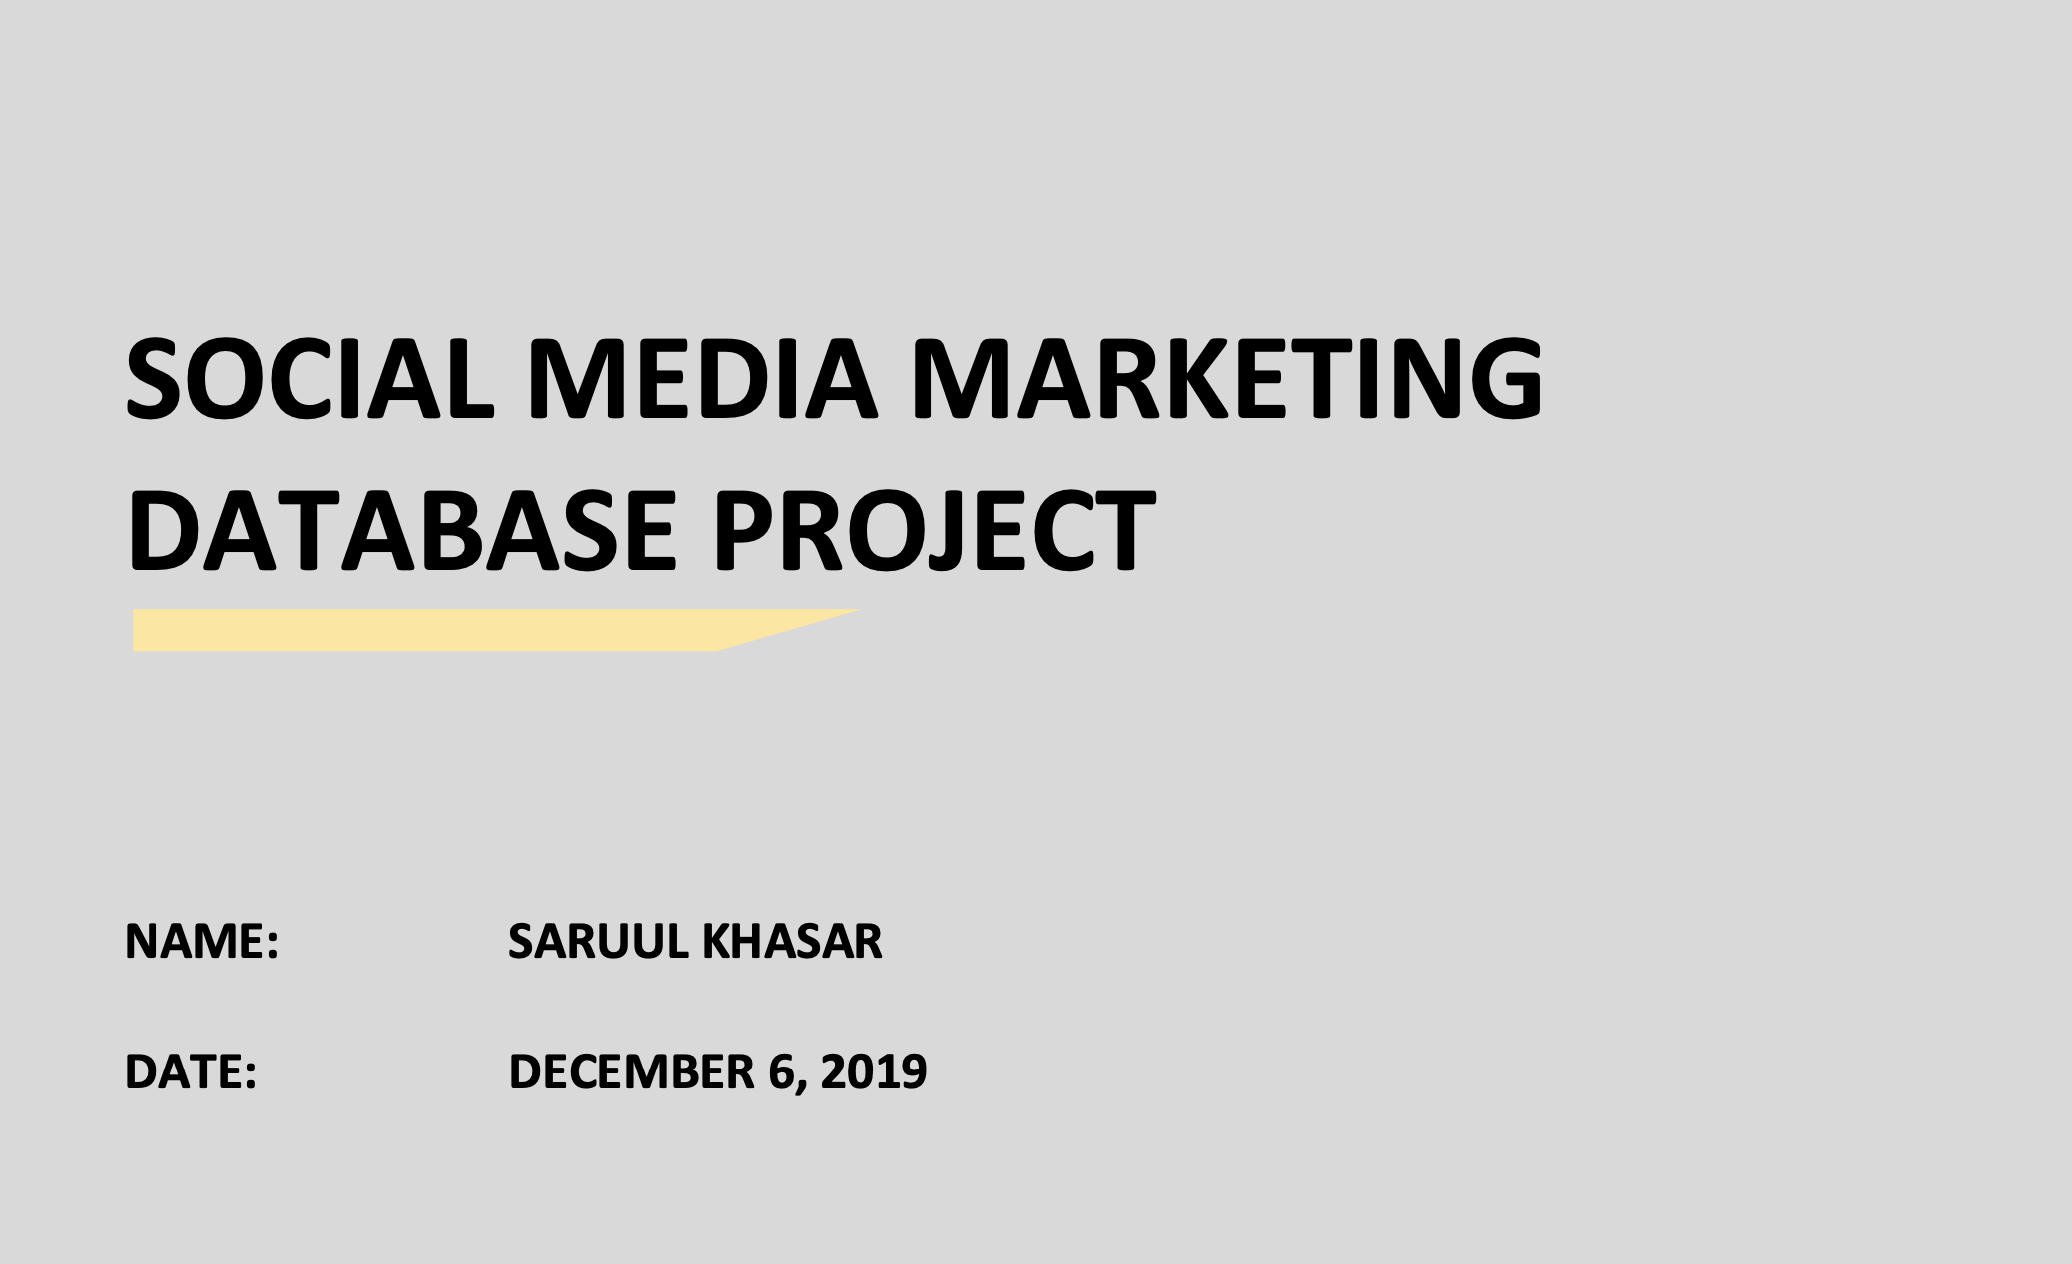 SOCIAL MEDIA MARKETING
DATABASE PROJECT
NAME: SARUUL KHASAR
DATE: DECEMBER 6, 2019